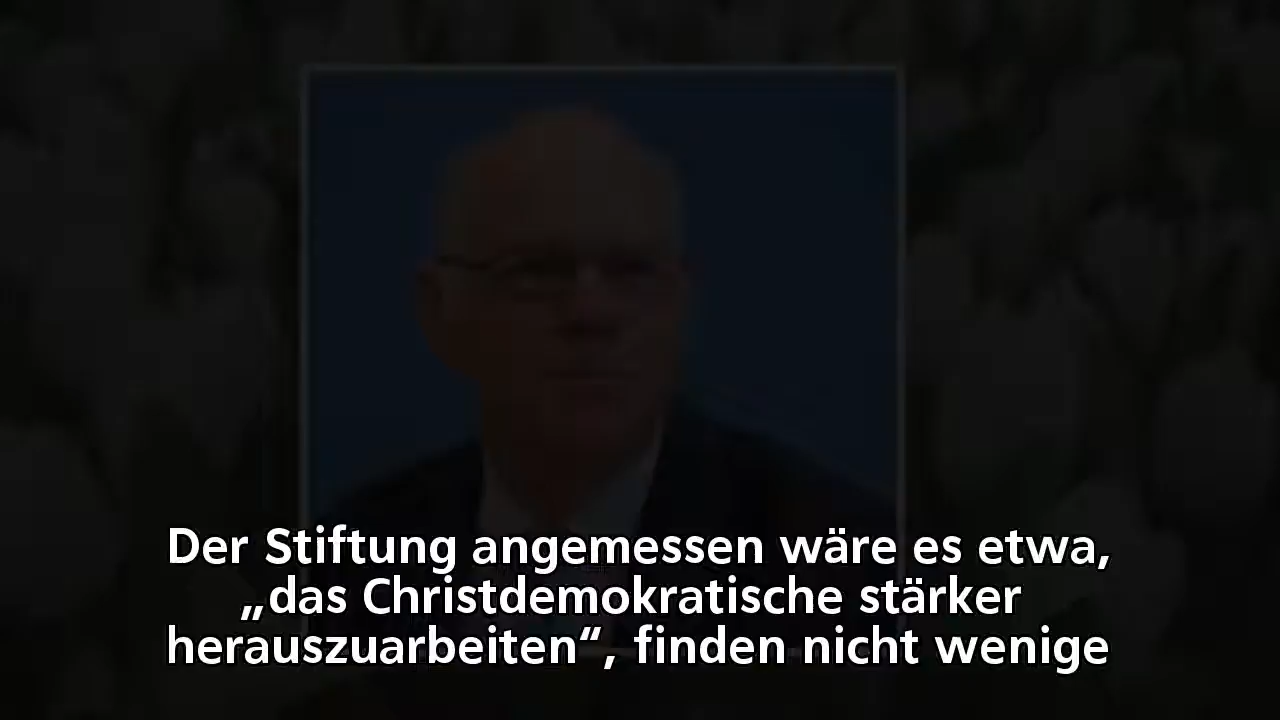 Der Stiftung angemessen wäre es etwa,
„das Christdemokratische stärker
herauszuarbeiten“, finden nicht wenige